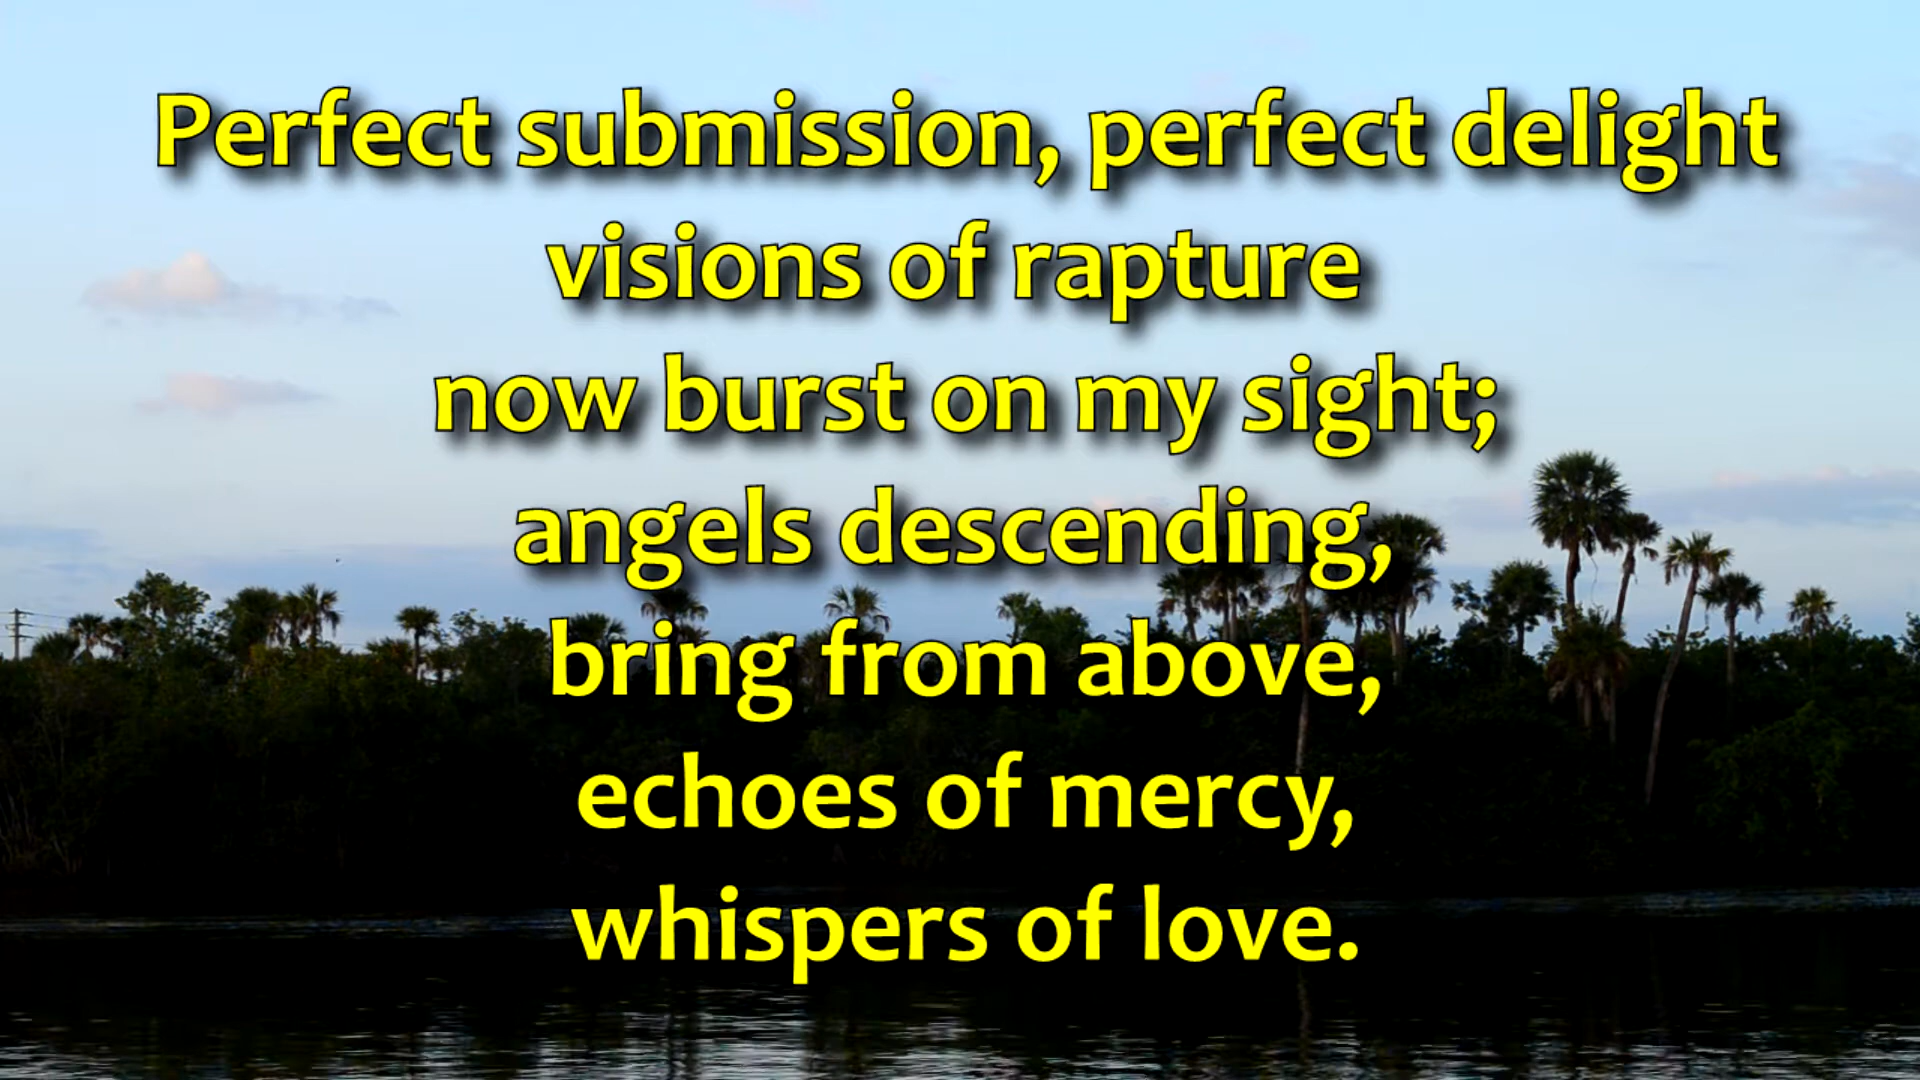 Perfect submission, perfect delight
visions of rapture
now burst on my sight;
angels descending,
bring from above,
echoes of mercy,
whispers of love.